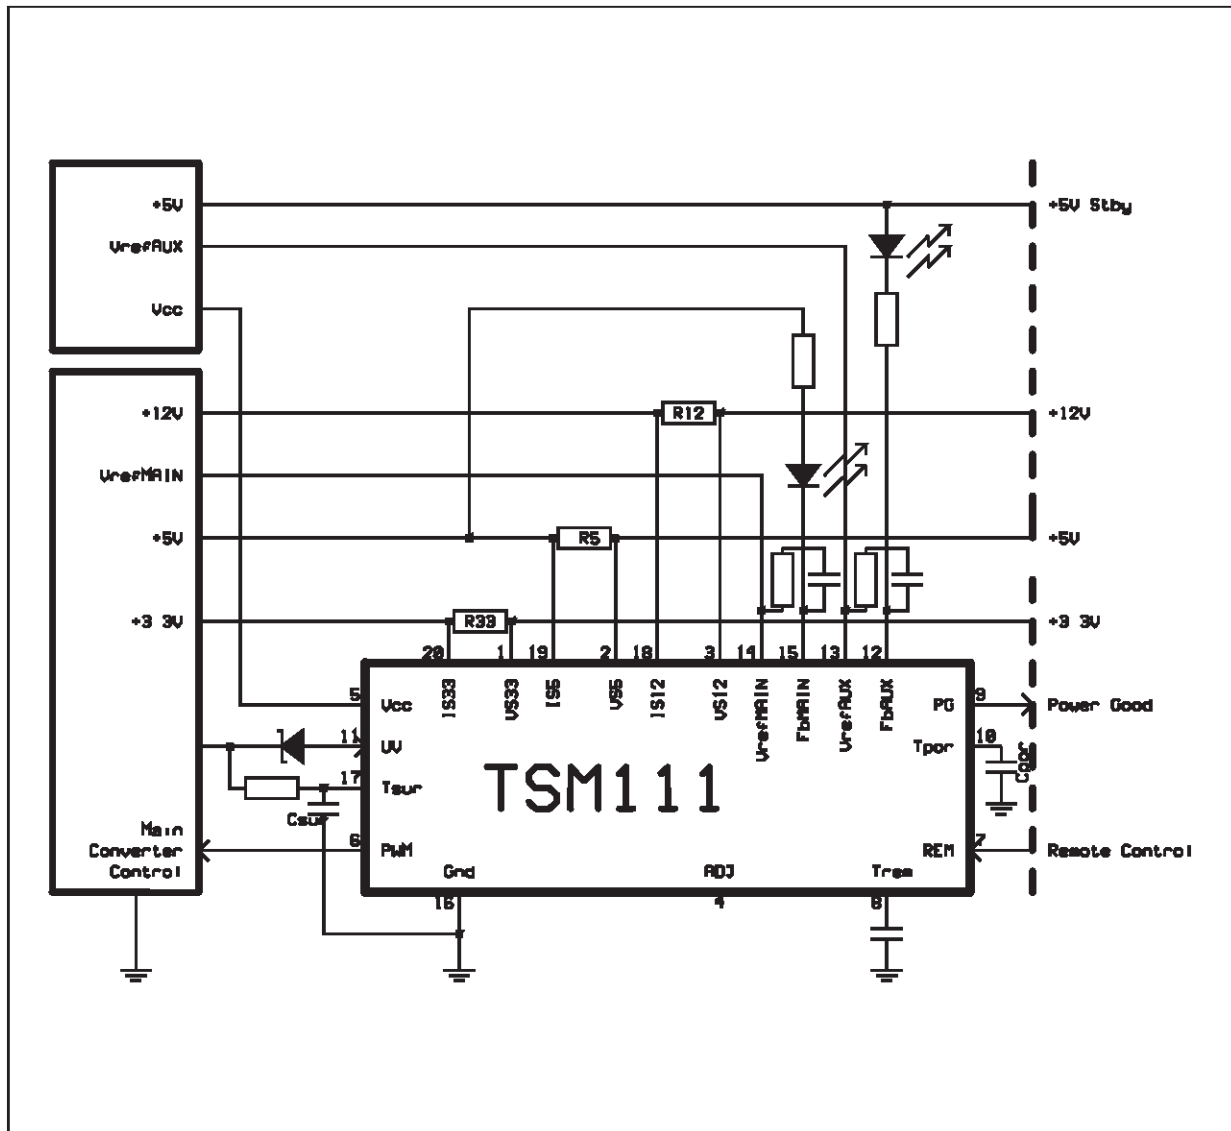 +5V
+5V Stby
VrefAUX
Vcc
+12V
R12
+12V
VrefMAIN
+5V
R5
+5V
+3 3V
R33
+3 3V
20
1
19
2
18
3
14
15
13
12
IS33
VS33
IS5
VS5
IS12
VS12
VrefMAIN
FbMAIN
VrefAUX
FbAUX
5
Vcc
PG
9
Power Good
11
UV
Tpor
10
Cpor
17
Tsur
TSM111
Csur
Main
Converter
Control
6
PWM
REM
7
Remote Control
Gnd
ADJ
Trem
16
4
8